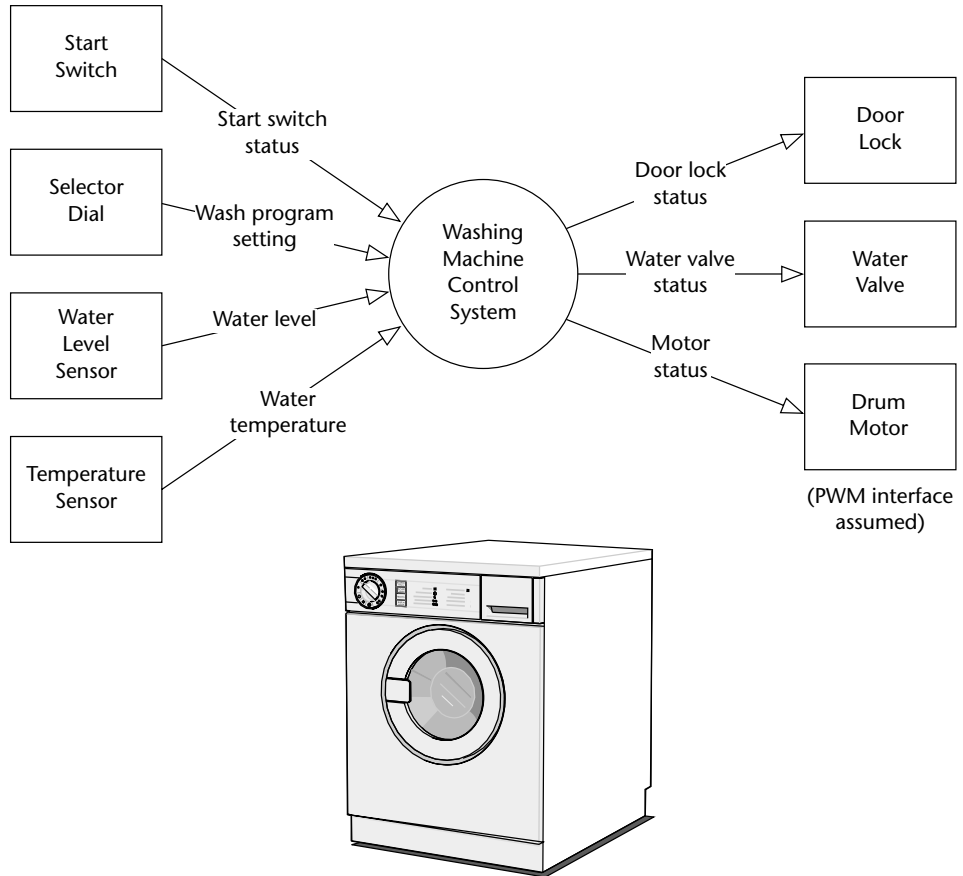 Start
Switch
Start switch
status
Selector
Dial
Wash program
setting
Water
Level
Sensor
Water level
Temperature
Sensor
Water
temperature
Washing
Machine
Control
System
Door lock
status
Door
Lock
Water valve
status
Water
Valve
Motor
status
Drum
Motor
(PWM interface
assumed)